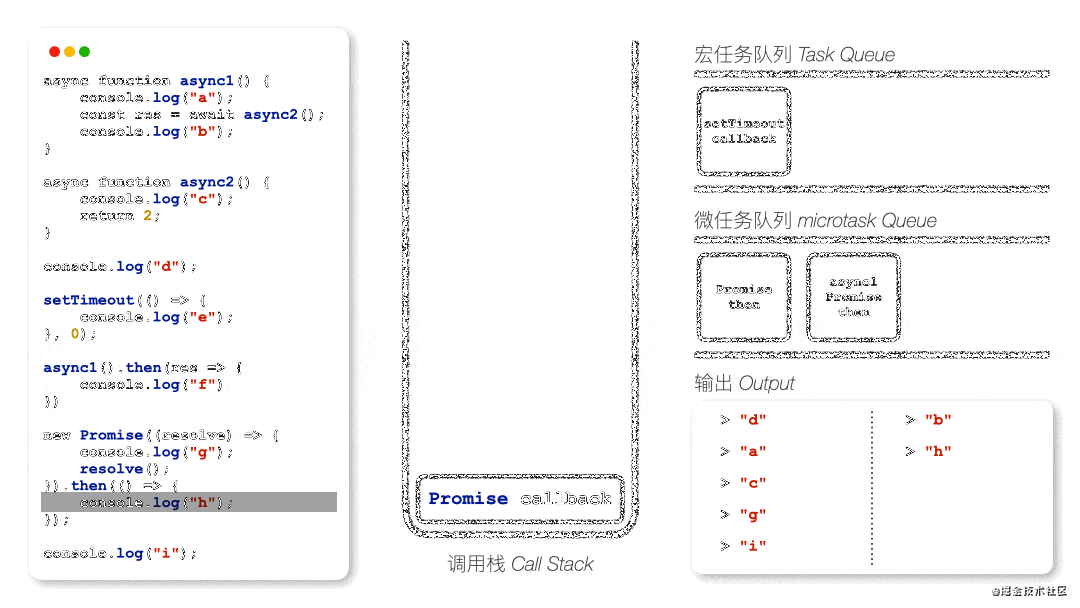 async function async1() {
    console.log("a");
    const res = await async2();
    console.log("b");
}
async function async2() {
    console.log("c");
    return 2;
}
console.log("d");
setTimeout(() => {
    console.log("e");
}, 0);
async1().then(res => {
    console.log("f")
})
new Promise((resolve) => {
    console.log("g");
    resolve();
}).then(() => {
    console.log("h");
});
console.log("i");
Promise callback
调用栈 Call Stack
宏任务队列 Task Queue
setTimeout
callback
微任务队列 microtask Queue
Promise
then
async1
Promise
then
输出 Output
> "d"
> "a"
> "c"
> "g"
> "i"
> "b"
> "h"
@掘金技术社区